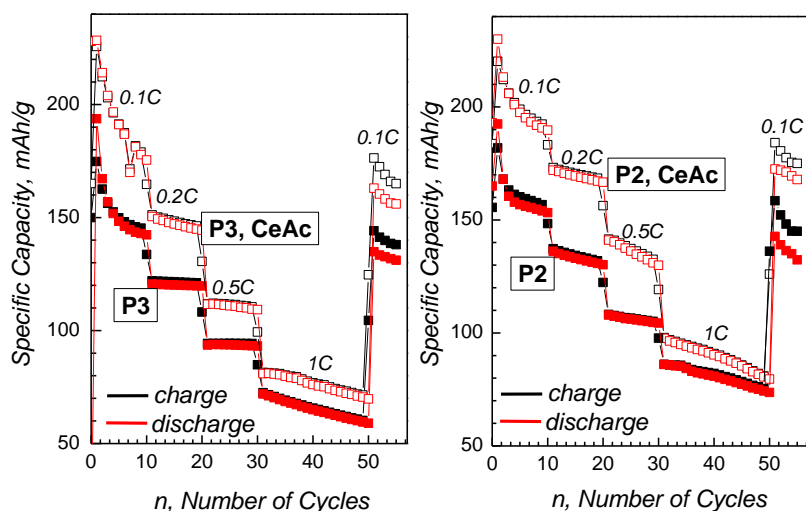 Specific Capacity, mAh/g
200
150
100
50
0.1C
0.2C
P3, CeAc
P3
0.5C
1C
0.1C
charge
discharge
0
10
20
30
40
50
n, Number of Cycles
Specific Capacity, mAh/g
200
150
100
50
0.1C
0.2C
P2, CeAc
0.5C
P2
1C
0.1C
charge
discharge
0
10
20
30
40
50
n, Number of Cycles